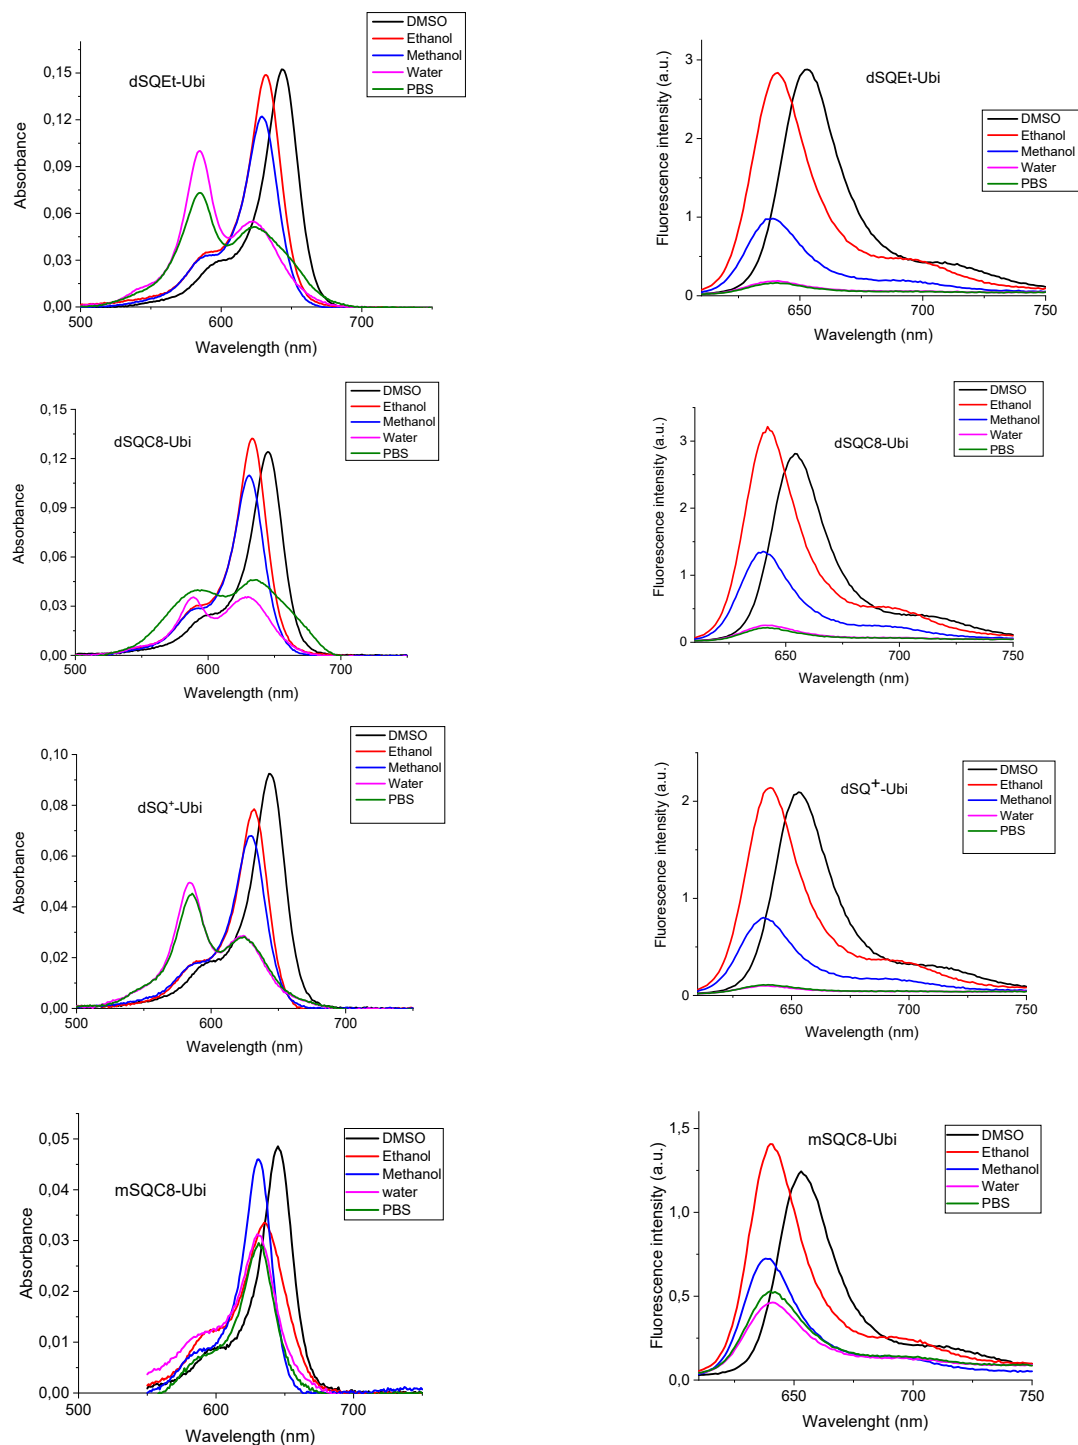 DMSO
Ethanol
Methanol
Water
PBS
dSQEt-Ubi
0,15
0,12
0,09
0,06
0,03
0,00
500
600
700
Absorbance
Wavelength (nm)
dSQEt-Ubi
DMSO
Ethanol
Methanol
Water
PBS
3
2
1
0
650
700
750
Fluorescence intensity (a.u.)
Wavelength (nm)
DMSO
Ethanol
Methanol
Water
PBS
dSQC8-Ubi
0,15
0,12
0,09
0,06
0,03
0,00
500
600
700
Absorbance
Wavelength (nm)
DMSO
Ethanol
Methanol
Water
PBS
dSQC8-Ubi
3
2
1
0
650
700
750
Fluorescence intensity (a.u.)
Wavelength (nm)
DMSO
Ethanol
Methanol
Water
PBS
dSQ⁺-Ubi
0,10
0,08
0,06
0,04
0,02
0,00
500
600
700
Absorbance
Wavelength (nm)
dSQ⁺-Ubi
DMSO
Ethanol
Methanol
Water
PBS
2
1
0
650
700
750
Fluorescence intensity (a.u.)
Wavelength (nm)
DMSO
Ethanol
Methanol
water
PBS
mSQC8-Ubi
0,05
0,04
0,03
0,02
0,01
0,00
500
600
700
Absorbance
Wavelength (nm)
mSQC8-Ubi
DMSO
Ethanol
Methanol
Water
PBS
1,5
1,0
0,5
0,0
650
700
750
Fluorescence intensity (a.u.)
Wavelenght (nm)